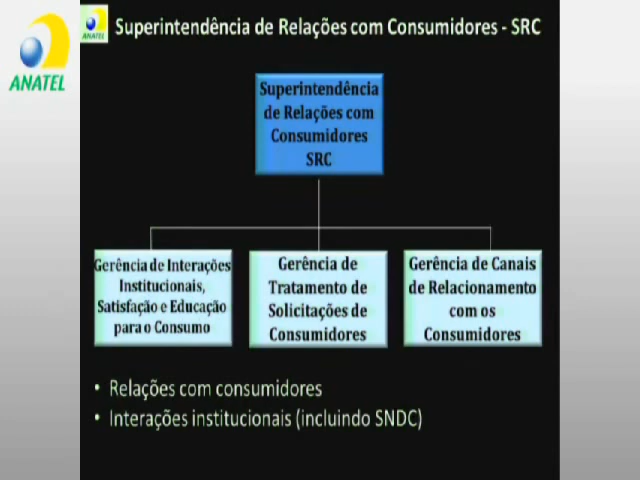 ANATEL
ANATEL
Superintendência de Relações com Consumidores - SRC
Superintendência
de Relações com
Consumidores
SRC
Gerência de Interações
Institucionais,
Satisfação e Educação
para o Consumo
Gerência de
Tratamento de
Solicitações de
Consumidores
Gerência de Canais
de Relacionamento
com os
Consumidores
• Relações com consumidores
• Interações institucionais (incluindo SNDC)